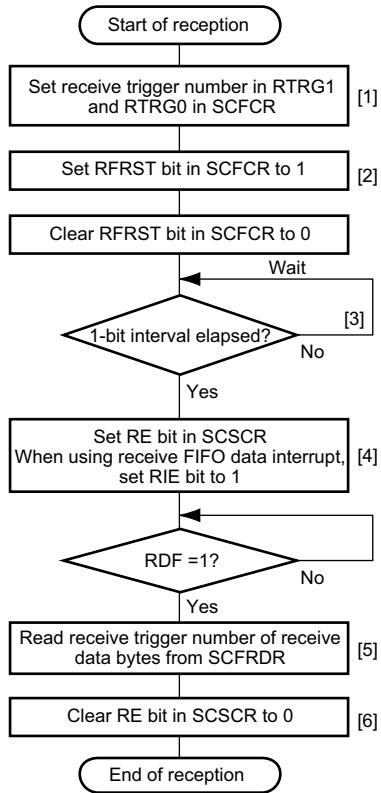 Start of reception
Set receive trigger number in RTRG1
and RTRG0 in SCFCR
[1]
Set RFRST bit in SCFCR to 1
[2]
Clear RFRST bit in SCFCR to 0
Wait
1-bit interval elapsed?
[3]
No
Yes
Set RE bit in SCSCR
When using receive FIFO data interrupt,
set RIE bit to 1
[4]
RDF =1?
No
Yes
Read receive trigger number of receive
data bytes from SCFRDR
[5]
Clear RE bit in SCSCR to 0
[6]
End of reception